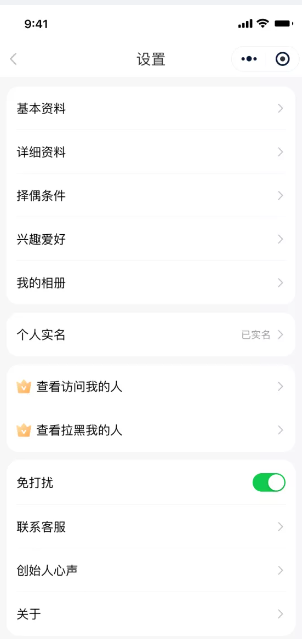 9:41
设置
基本资料
详细资料
择偶条件
兴趣爱好
我的相册
个人实名 已实名
查看访问我的人
查看拉黑我的人
免打扰
联系客服
创始人心声
关于